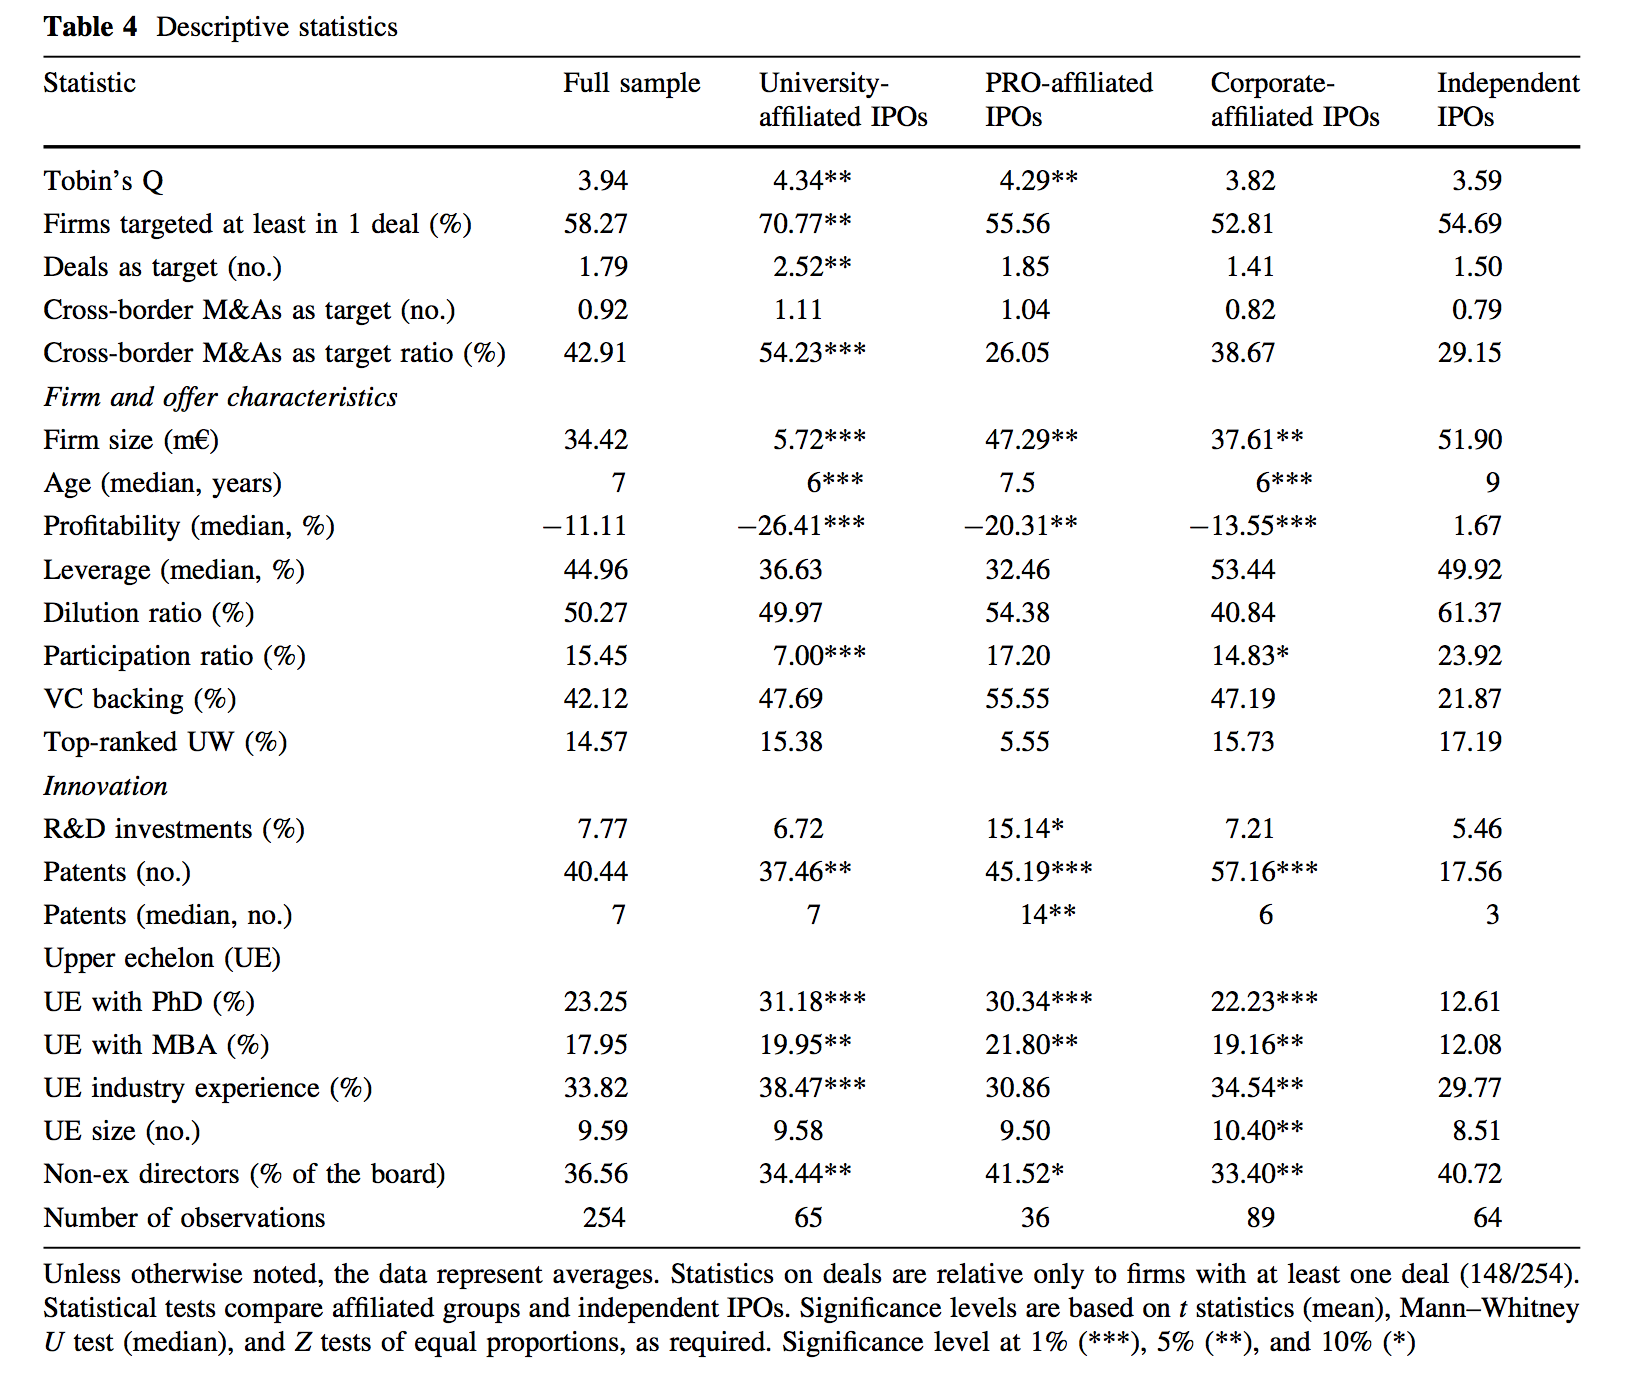 Table 4 Descriptive statistics
Statistic Full sample University-affiliated IPOs PRO-affiliated IPOs Corporate-affiliated IPOs Independent IPOs
Tobin's Q 3.94 4.34** 4.29** 3.82 3.59
Firms targeted at least in 1 deal (%) 58.27 70.77** 55.56 52.81 54.69
Deals as target (no.) 1.79 2.52** 1.85 1.41 1.50
Cross-border M&As as target (no.) 0.92 1.11 1.04 0.82 0.79
Cross-border M&As as target ratio (%) 42.91 54.23*** 26.05 38.67 29.15
Firm and offer characteristics
Firm size (m€) 34.42 5.72*** 47.29** 37.61** 51.90
Age (median, years) 7 6*** 7.5 6*** 9
Profitability (median, %) −11.11 −26.41*** −20.31** −13.55*** 1.67
Leverage (median, %) 44.96 36.63 32.46 53.44 49.92
Dilution ratio (%) 50.27 49.97 54.38 40.84 61.37
Participation ratio (%) 15.45 7.00*** 17.20 14.83* 23.92
VC backing (%) 42.12 47.69 55.55 47.19 21.87
Top-ranked UW (%) 14.57 15.38 5.55 15.73 17.19
Innovation
R&D investments (%) 7.77 6.72 15.14* 7.21 5.46
Patents (no.) 40.44 37.46** 45.19*** 57.16*** 17.56
Patents (median, no.) 7 7 14** 6 3
Upper echelon (UE)
UE with PhD (%) 23.25 31.18*** 30.34*** 22.23*** 12.61
UE with MBA (%) 17.95 19.95** 21.80** 19.16** 12.08
UE industry experience (%) 33.82 38.47*** 30.86 34.54** 29.77
UE size (no.) 9.59 9.58 9.50 10.40** 8.51
Non-ex directors (% of the board) 36.56 34.44** 41.52* 33.40** 40.72
Number of observations 254 65 36 89 64
Unless otherwise noted, the data represent averages. Statistics on deals are relative only to firms with at least one deal (148/254).
Statistical tests compare affiliated groups and independent IPOs. Significance levels are based on t statistics (mean), Mann–Whitney
U test (median), and Z tests of equal proportions, as required. Significance level at 1% (***), 5% (**), and 10% (*)